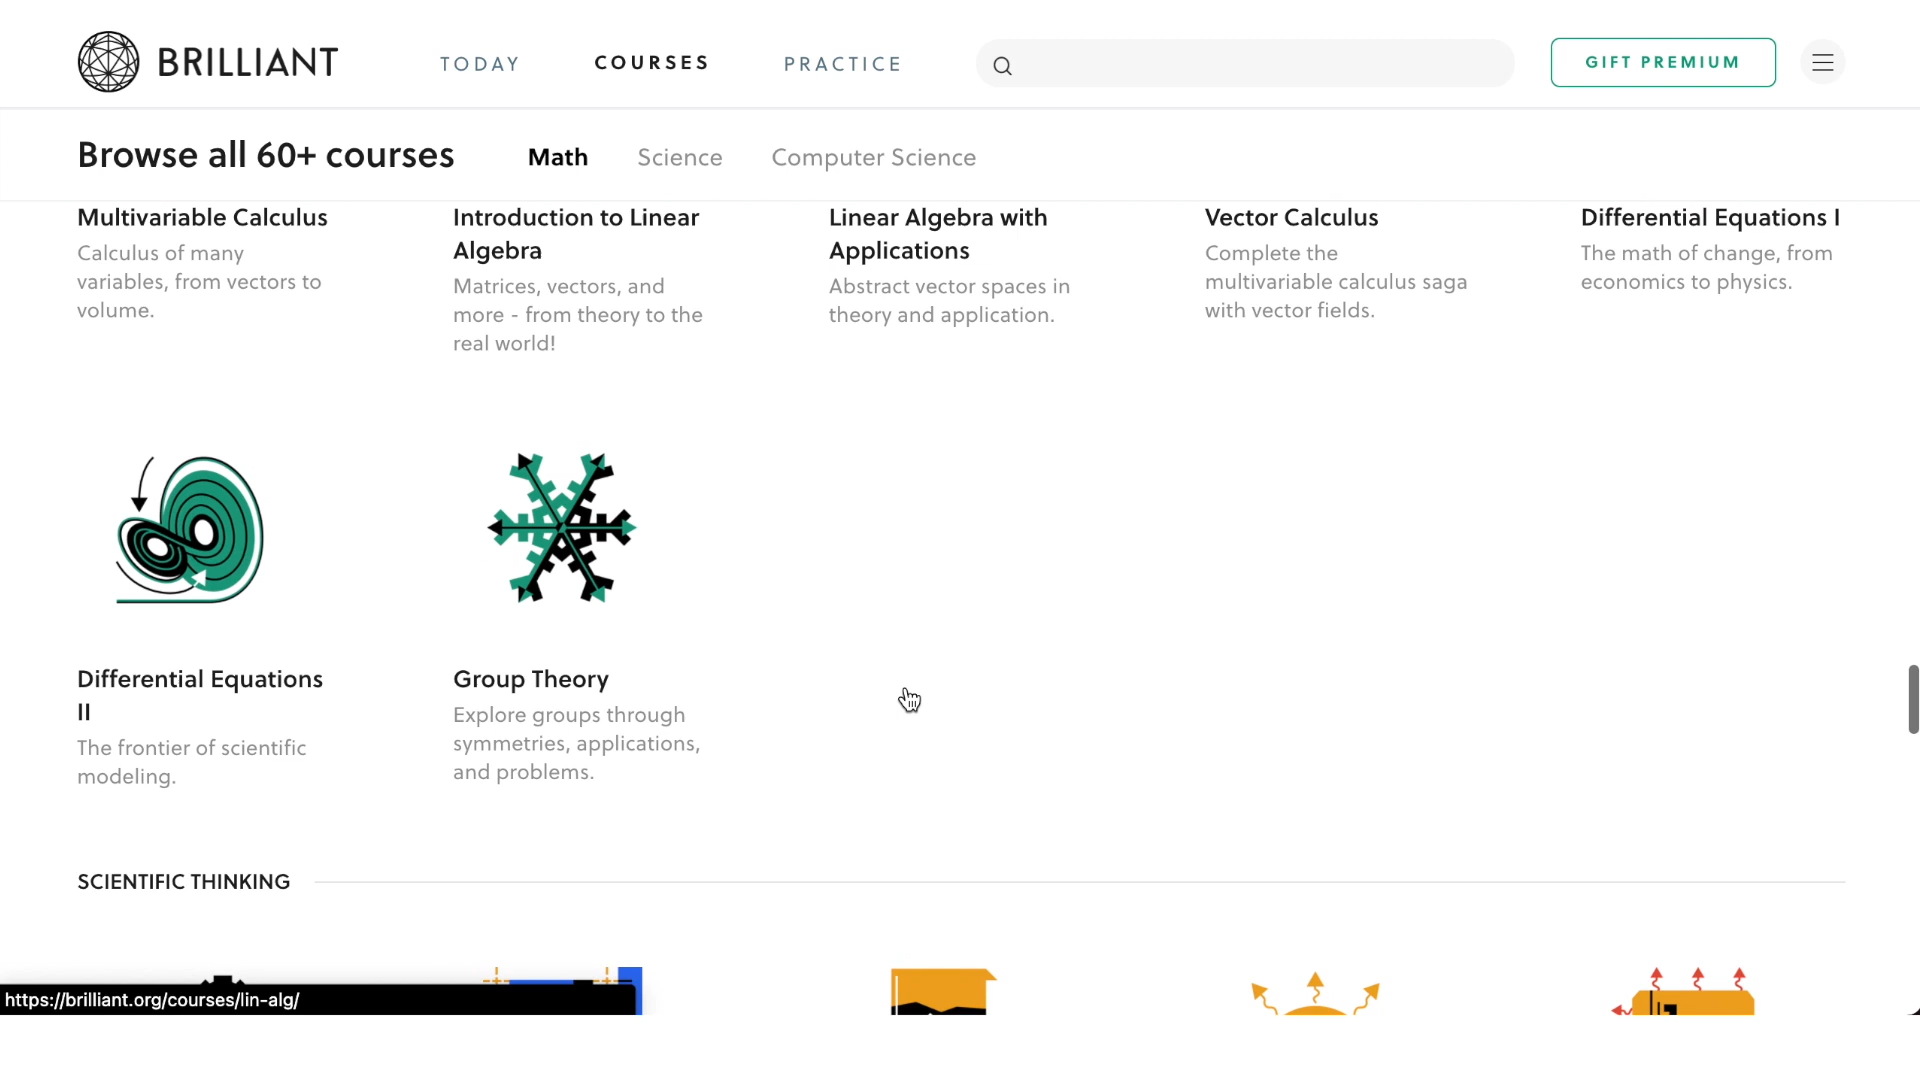 BRILLIANT
TODAY
COURSES
PRACTICE
GIFT PREMIUM
Browse all 60+ courses
Math
Science
Computer Science
Multivariable Calculus
Calculus of many
variables, from vectors to
volume.
Introduction to Linear
Algebra
Matrices, vectors, and
more - from theory to the
real world!
Linear Algebra with
Applications
Abstract vector spaces in
theory and application.
Vector Calculus
Complete the
multivariable calculus saga
with vector fields.
Differential Equations I
The math of change, from
economics to physics.
Differential Equations
II
The frontier of scientific
modeling.
Group Theory
Explore groups through
symmetries, applications,
and problems.
SCIENTIFIC THINKING
https://brilliant.org/courses/lin-alg/